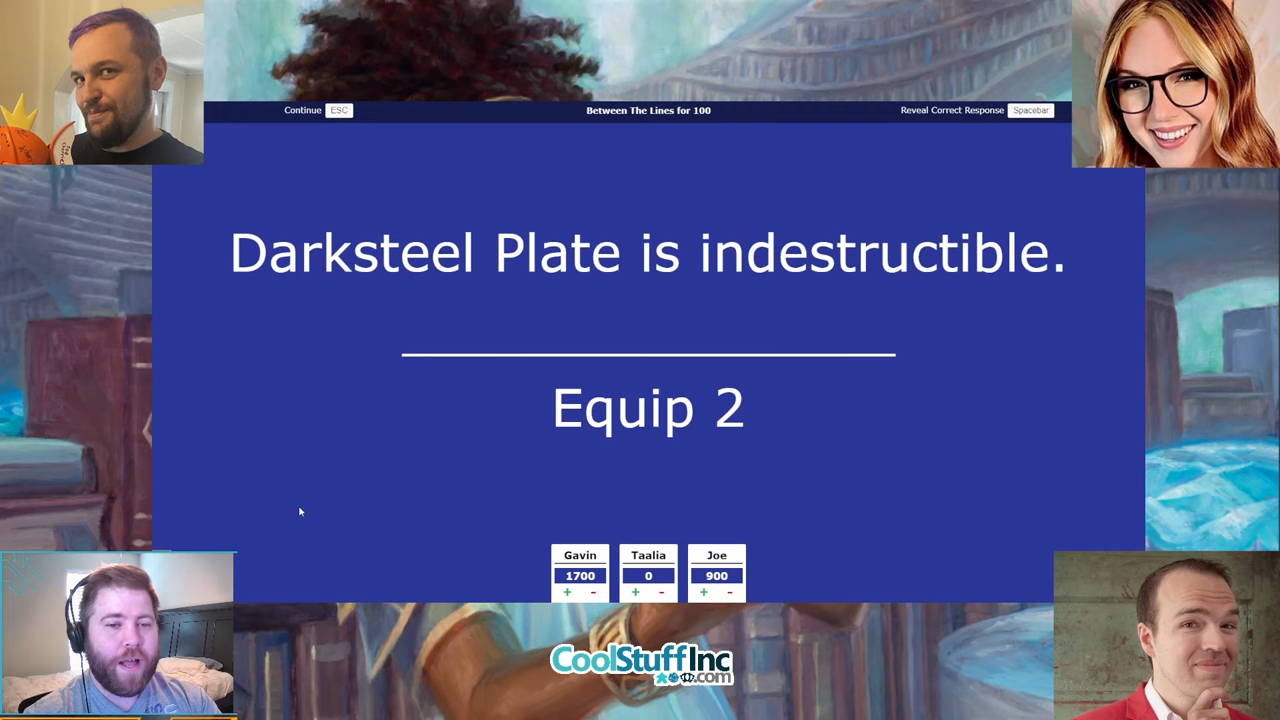 Continue ESC
Between The Lines for 100
Reveal Correct Response Spacebar
Darksteel Plate is indestructible.
Equip 2
Gavin Taalia Joe
1700 0 900
+ - + - + -
CoolStuffInc
.com